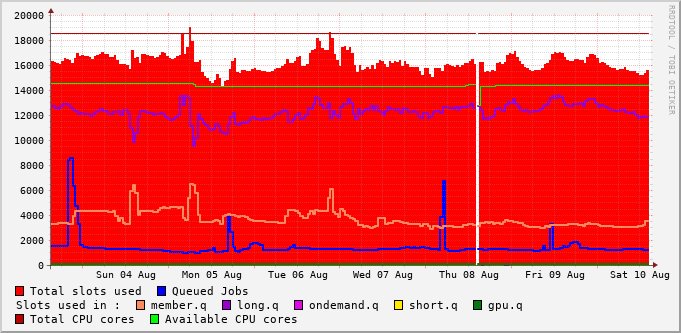 20000
18000
16000
14000
12000
10000
8000
6000
4000
2000
0
Sun 04 Aug Mon 05 Aug Tue 06 Aug Wed 07 Aug Thu 08 Aug Fri 09 Aug Sat 10 Aug
RRDTOOL / TOBI OETIKER
Total slots used Queued Jobs
Slots used in : member.q long.q ondemand.q short.q gpu.q
Total CPU cores Available CPU cores